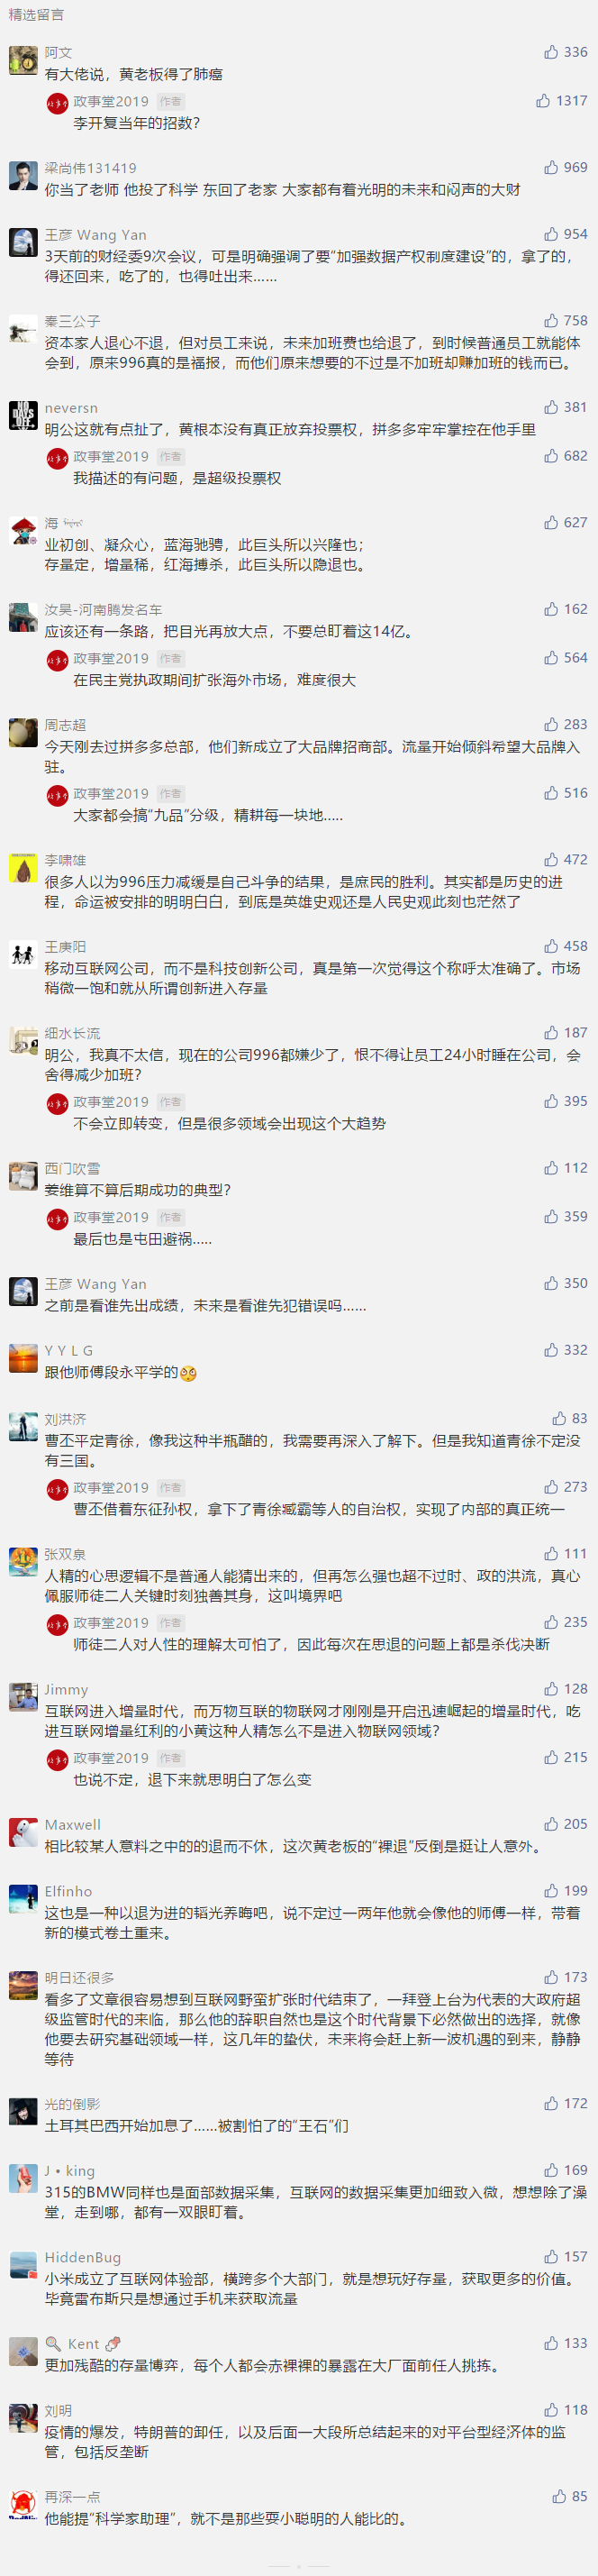 精选留言
阿文 336
有大佬说，黄老板得了肺癌
政事堂2019 作者 1317
李开复当年的招数？
梁尚伟131419 969
你当了老师 他投了科学 东回了老家 大家都有着光明的未来和闷声的大财
王彦 Wang Yan 954
3天前的财经委9次会议，可是明确强调了要“加强数据产权制度建设”的，拿了的，
得还回来，吃了的，也得吐出来……
秦三公子 758
资本家人退心不退，但对员工来说，未来加班费也给退了，到时候普通员工就能体
会到，原来996真的是福报，而他们原来想要的不过是不加班却赚加班的钱而已。
neversn 381
明公这就有点扯了，黄根本没有真正放弃投票权，拼多多牢牢掌控在他手里
政事堂2019 作者 682
我描述的有问题，是超级投票权
海 627
业初创、凝众心，蓝海驰骋，此巨头所以兴隆也；
存量定，增量稀，红海搏杀，此巨头所以隐退也。
汝昊-河南腾发名车 162
应该还有一条路，把目光再放大点，不要总盯着这14亿。
政事堂2019 作者 564
在民主党执政期间扩张海外市场，难度很大
周志超 283
今天刚去过拼多多总部，他们新成立了大品牌招商部。流量开始倾斜希望大品牌入
驻。
政事堂2019 作者 516
大家都会搞“九品”分级，精耕每一块地.....
李啸雄 472
很多人以为996压力减缓是自己斗争的结果，是庶民的胜利。其实都是历史的进
程，命运被安排的明明白白，到底是英雄史观还是人民史观此刻也茫然了
王庚阳 458
移动互联网公司，而不是科技创新公司，真是第一次觉得这个称呼太准确了。市场
稍微一饱和就从所谓创新进入存量
细水长流 187
明公，我真不太信，现在的公司996都嫌少了，恨不得让员工24小时睡在公司，会
舍得减少加班？
政事堂2019 作者 395
不会立即转变，但是很多领域会出现这个大趋势
西门吹雪 112
姜维算不算后期成功的典型？
政事堂2019 作者 359
最后也是屯田避祸.....
王彦 Wang Yan 350
之前是看谁先出成绩，未来是看谁先犯错误吗……
Y Y L G 332
跟他师傅段永平学的
刘洪济 83
曹丕平定青徐，像我这种半瓶醋的，我需要再深入了解下。但是我知道青徐不定没
有三国。
政事堂2019 作者 273
曹丕借着东征孙权，拿下了青徐臧霸等人的自治权，实现了内部的真正统一
张双泉 111
人精的心思逻辑不是普通人能猜出来的，但再怎么强也超不过时、政的洪流，真心
佩服师徒二人关键时刻独善其身，这叫境界吧
政事堂2019 作者 235
师徒二人对人性的理解太可怕了，因此每次在思退的问题上都是杀伐决断
Jimmy 128
互联网进入增量时代，而万物互联的物联网才刚刚是开启迅速崛起的增量时代，吃
进互联网增量红利的小黄这种人精怎么不是进入物联网领域？
政事堂2019 作者 215
也说不定，退下来就思明白了怎么变
Maxwell 205
相比较某人意料之中的的退而不休，这次黄老板的“裸退”反倒是挺让人意外。
Elfinho 199
这也是一种以退为进的韬光养晦吧，说不定过一两年他就会像他的师傅一样，带着
新的模式卷土重来。
明日还很多 173
看多了文章很容易想到互联网野蛮扩张时代结束了，一拜登上台为代表的大政府超
级监管时代的来临，那么他的辞职自然也是这个时代背景下必然做出的选择，就像
他要去研究基础领域一样，这几年的蛰伏，未来将会赶上新一波机遇的到来，静静
等待
光的倒影 172
土耳其巴西开始加息了……被割怕了的“王石”们
J • king 169
315的BMW同样也是面部数据采集，互联网的数据采集更加细致入微，想想除了澡
堂，走到哪，都有一双眼盯着。
HiddenBug 157
小米成立了互联网体验部，横跨多个大部门，就是想玩好存量，获取更多的价值。
毕竟雷布斯只是想通过手机来获取流量
Kent 133
更加残酷的存量博弈，每个人都会赤裸裸的暴露在大厂面前任人挑拣。
刘明 118
疫情的爆发，特朗普的卸任，以及后面一大段所总结起来的对平台型经济体的监
管，包括反垄断
再深一点 85
他能提“科学家助理”，就不是那些耍小聪明的人能比的。